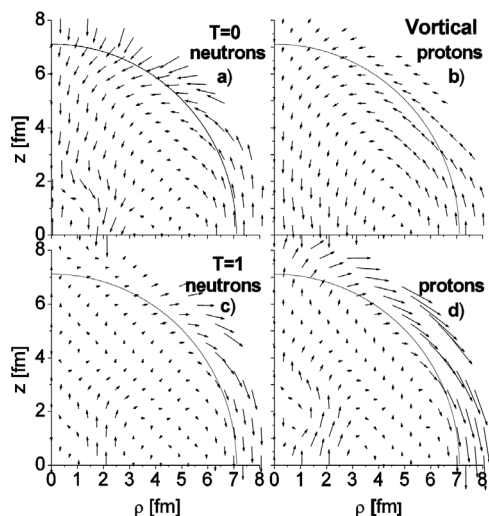 8
6
4
2
0
z [fm]
T=0
neutrons
a)
Vortical
protons
b)
8
6
4
2
0
z [fm]
T=1
neutrons
c)
protons
d)
0 1 2 3 4 5 6 7 8
0 1 2 3 4 5 6 7 8
ρ [fm]
ρ [fm]